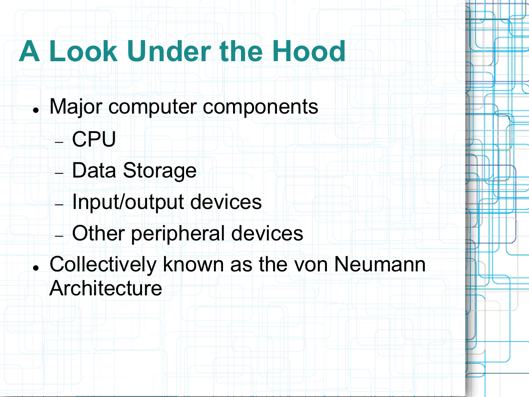 A Look Under the Hood
● Major computer components
– CPU
– Data Storage
– Input/output devices
– Other peripheral devices
● Collectively known as the von Neumann
Architecture